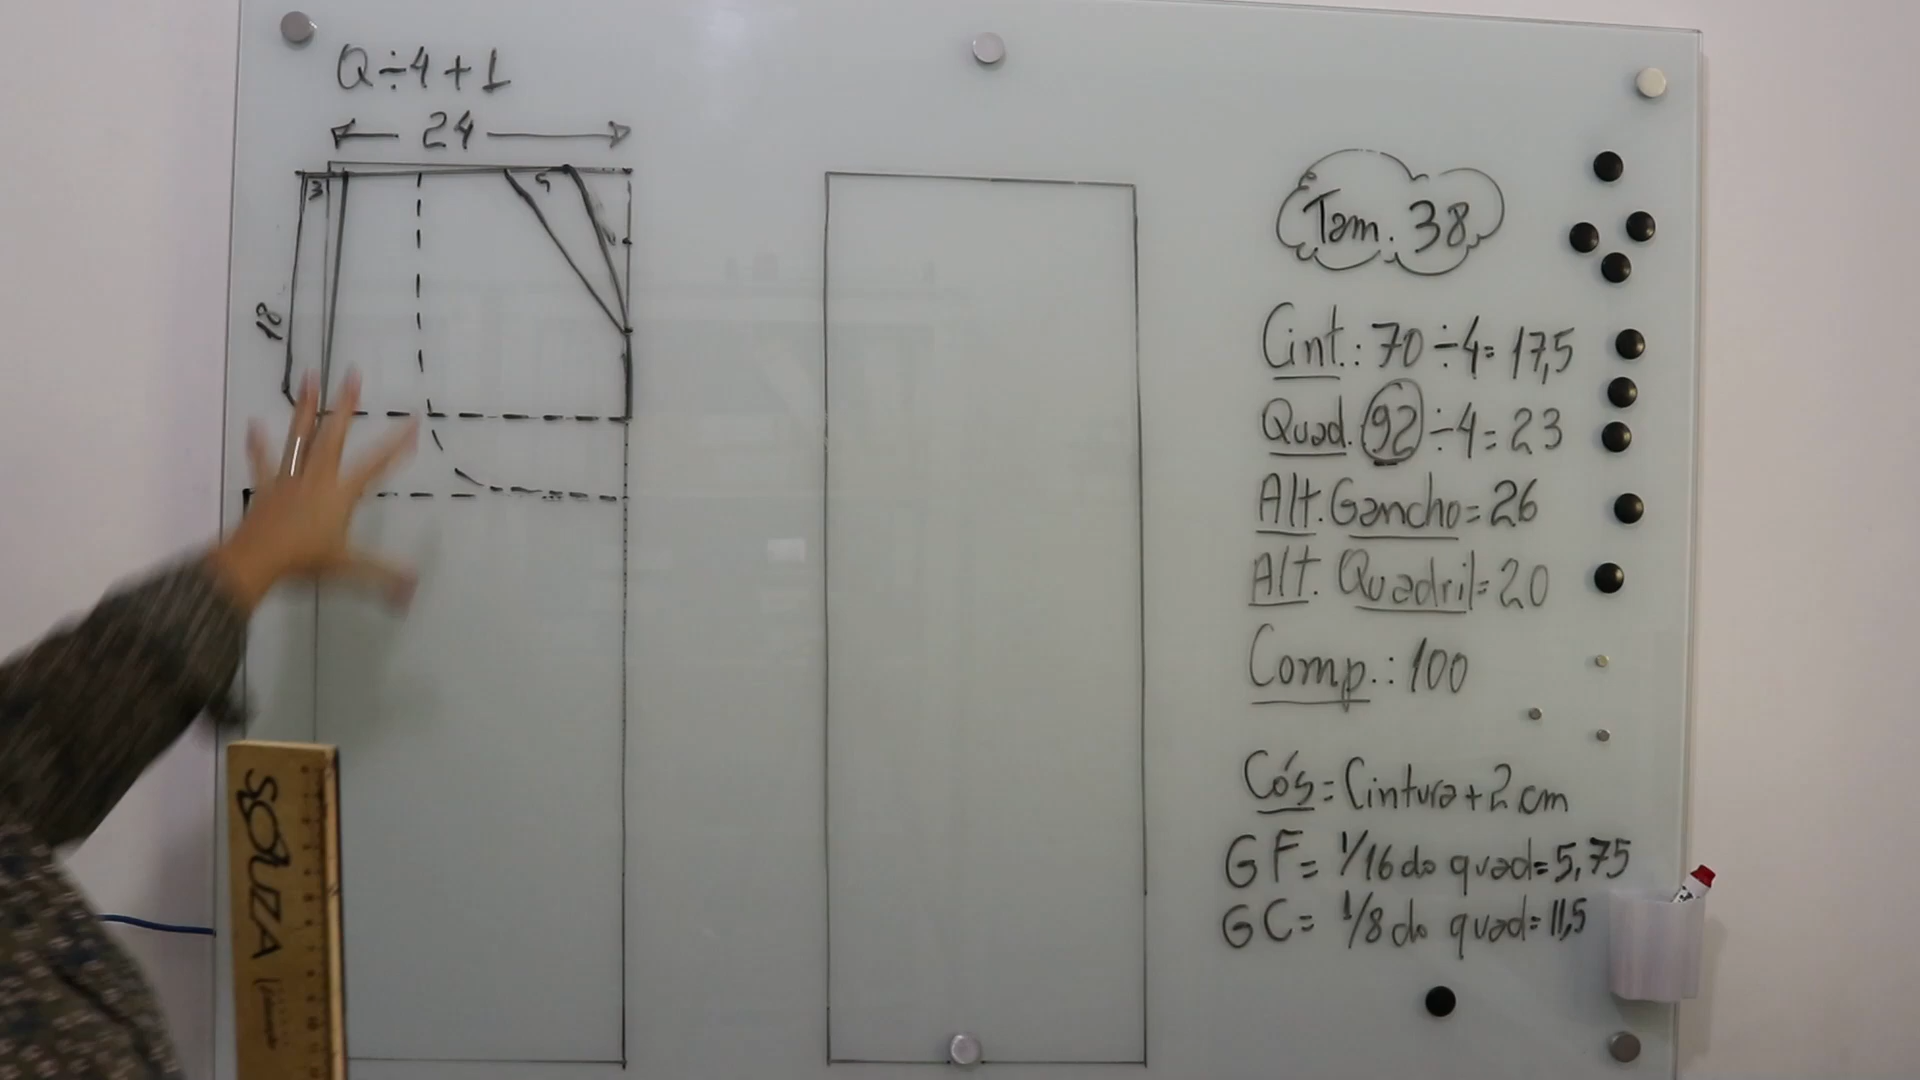 Q÷4+1
24
3
5
18
Tam. 38
Cint.: 70÷4=17,5
Quad. 92÷4=23
Alt. Gancho=26
Alt. Quadril=20
Comp.: 100
Cós=Cintura+2 cm
GF= 1/16 do quad=5,75
GC= 1/8 do quad=11,5
SOUZA